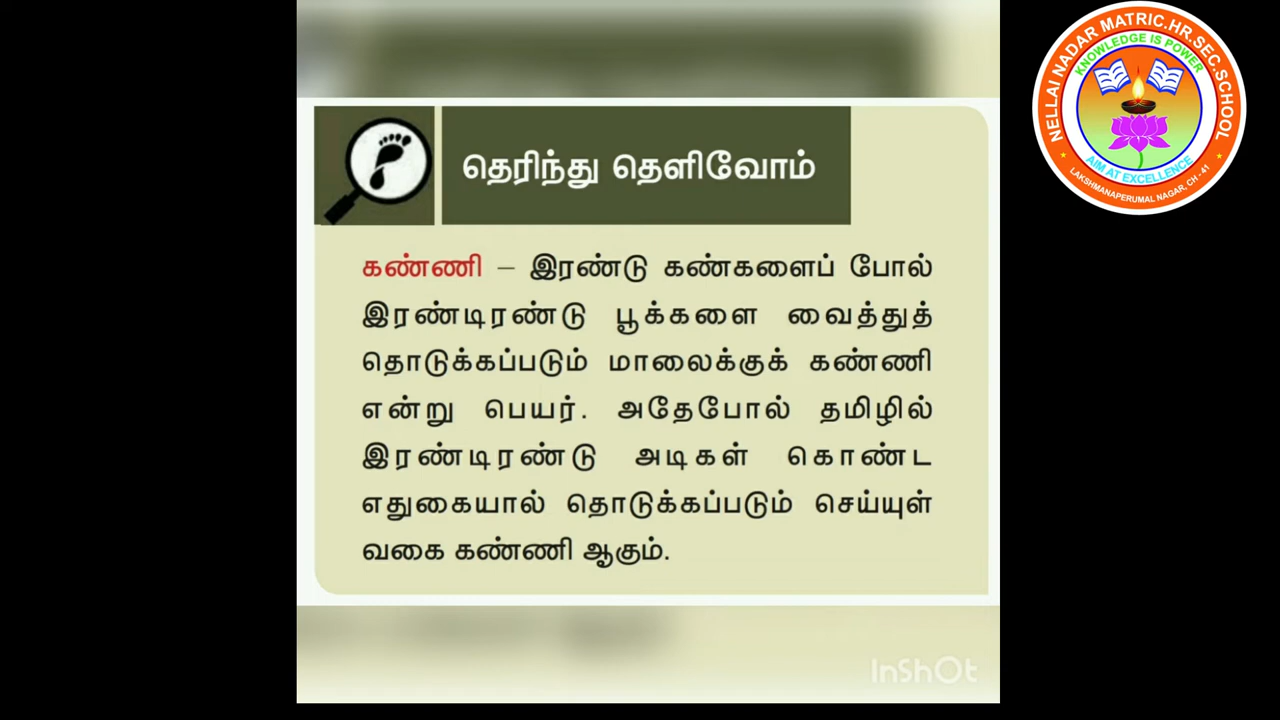 தெரிந்து தெளிவோம்
கண்ணி – இரண்டு கண்களைப் போல்
இரண்டிரண்டு பூக்களை வைத்துத்
தொடுக்கப்படும் மாலைக்குக் கண்ணி
என்று பெயர். அதேபோல் தமிழில்
இரண்டிரண்டு அடிகள் கொண்ட
எதுகையால் தொடுக்கப்படும் செய்யுள்
வகை கண்ணி ஆகும்.
NELLAI NADAR MATRIC.HR.SEC.SCHOOL
KNOWLEDGE IS POWER
AIM AT EXCELLENCE
LAKSHMANAPERUMAL NAGAR, CH - 41
InShOt